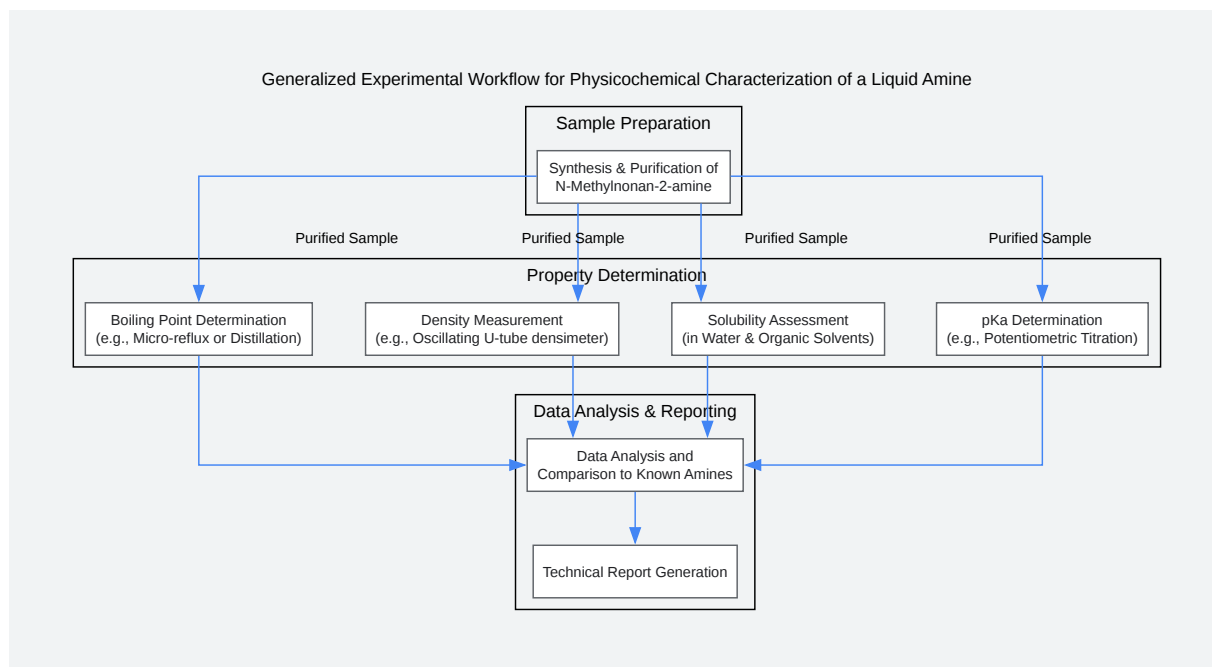 Generalized Experimental Workflow for Physicochemical Characterization of a Liquid Amine
Sample Preparation
Synthesis & Purification of
N-Methylnonan-2-amine
Purified Sample
Purified Sample
Purified Sample
Purified Sample
Property Determination
Boiling Point Determination
(e.g., Micro-reflux or Distillation)
Density Measurement
(e.g., Oscillating U-tube densimeter)
Solubility Assessment
(in Water & Organic Solvents)
pKa Determination
(e.g., Potentiometric Titration)
Data Analysis & Reporting
Data Analysis and
Comparison to Known Amines
Technical Report Generation